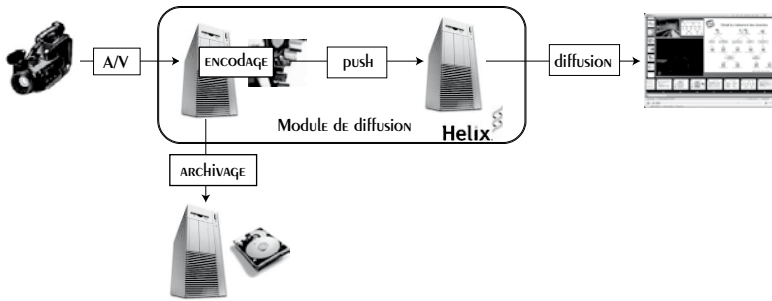 A/V
ENCODAGE
PUSH
diffusion
Module de diffusion
Helix
ARCHIVAGE